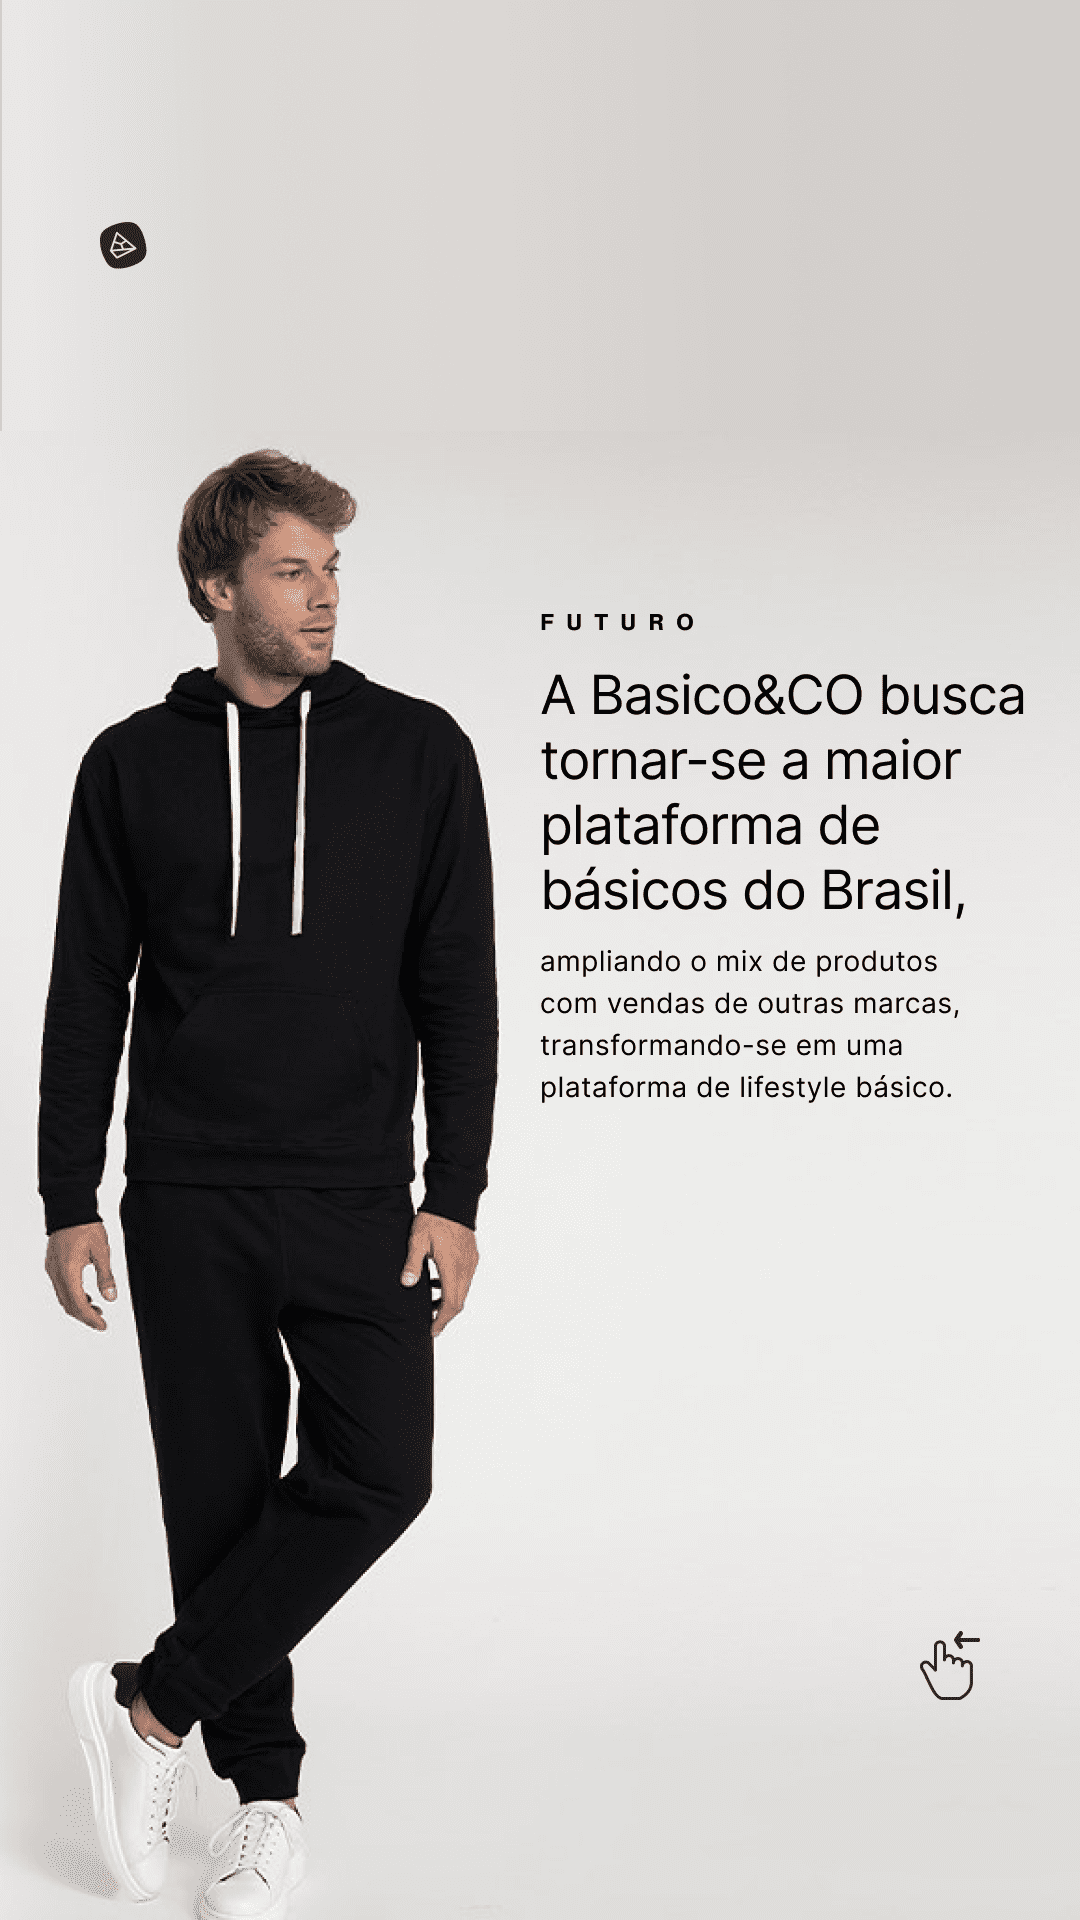 FUTURO
A Basico&CO busca
tornar-se a maior
plataforma de
básicos do Brasil,
ampliando o mix de produtos
com vendas de outras marcas,
transformando-se em uma
plataforma de lifestyle básico.